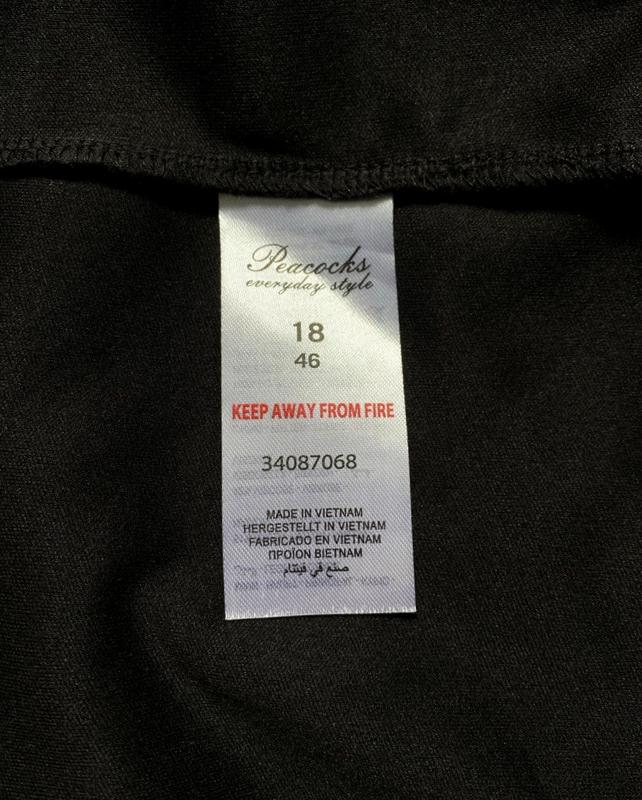 Peacocks
everyday style
18
46
KEEP AWAY FROM FIRE
34087068
MADE IN VIETNAM
HERGESTELLT IN VIETNAM
FABRICADO EN VIETNAM
ΠΡΟΪΟΝ ΒΙΕΤΝΑΜ
صنع في فيتنام